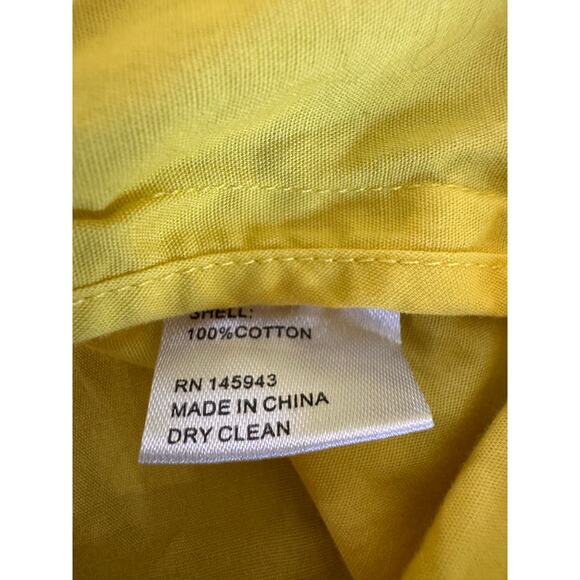 SHELL:
100%COTTON
RN 145943
MADE IN CHINA
DRY CLEAN